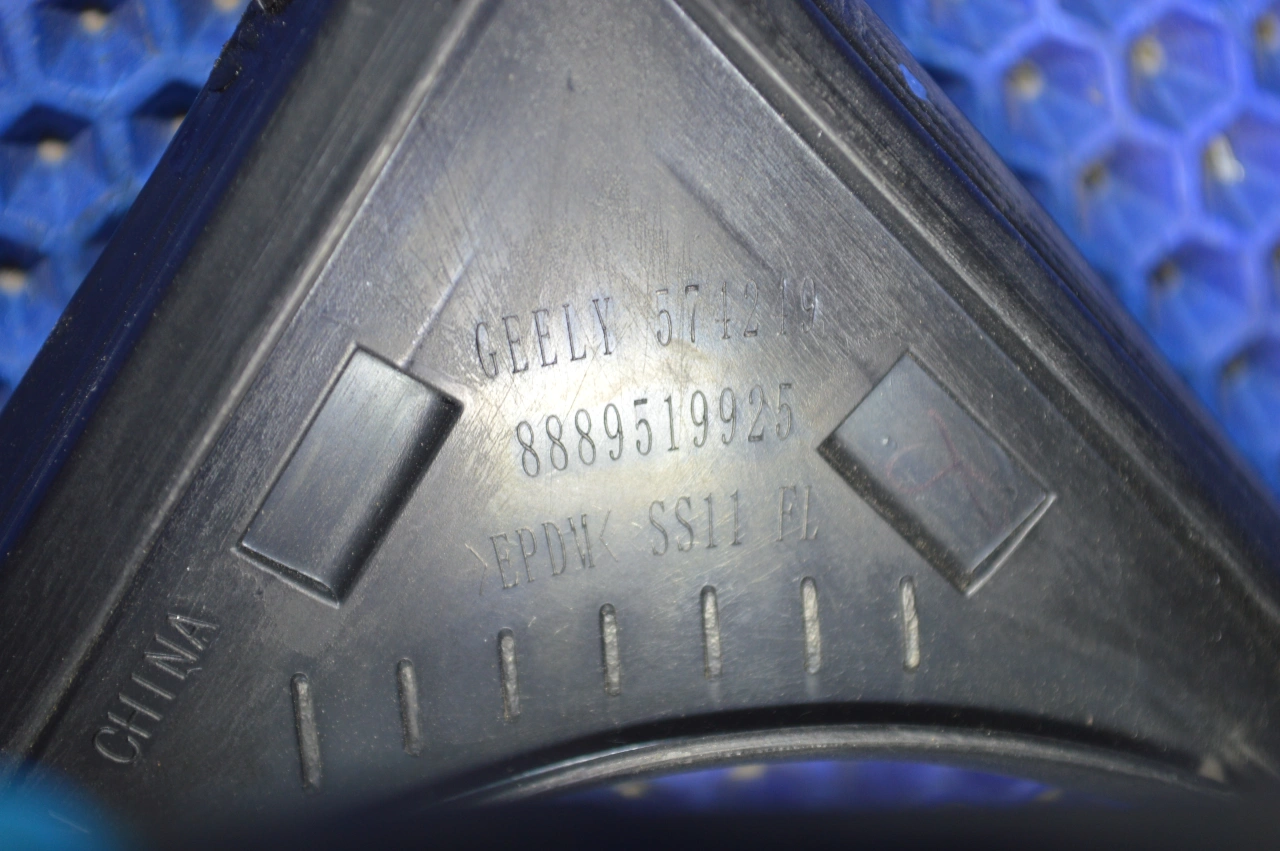 GEELY 574219
8889519925
>EPDM< SS11 FL
CHINA